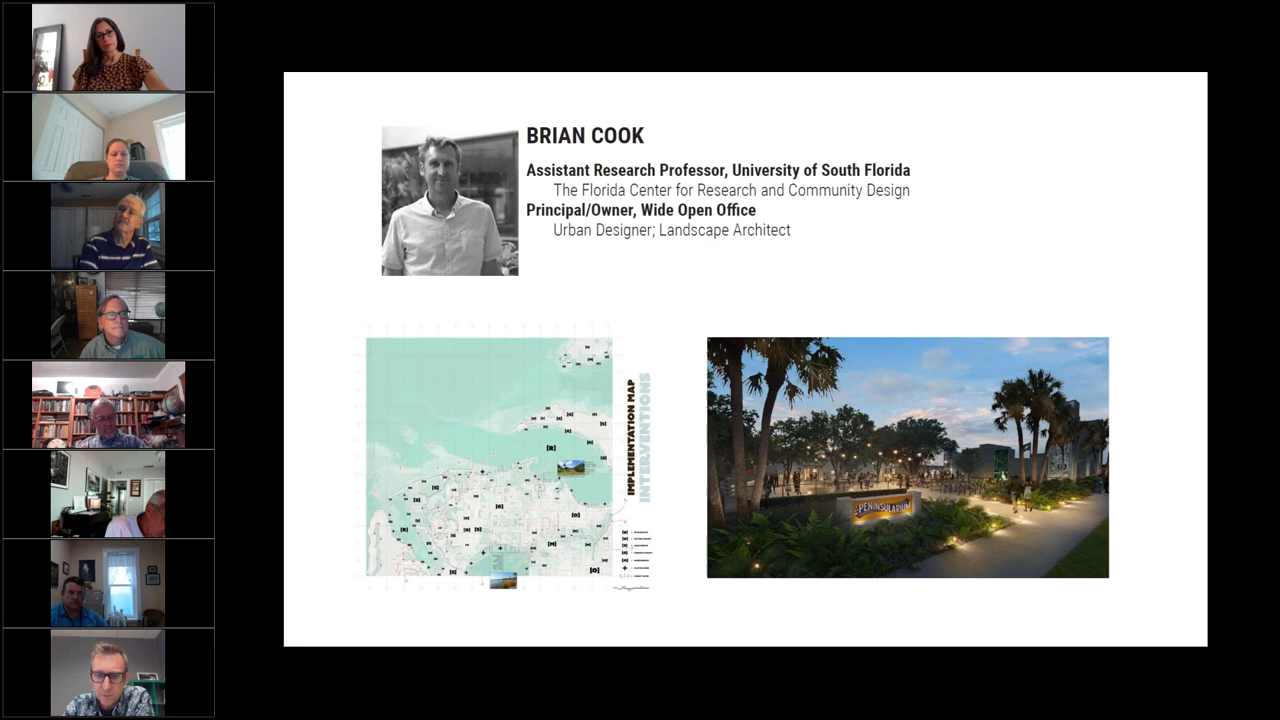 BRIAN COOK
Assistant Research Professor, University of South Florida
The Florida Center for Research and Community Design
Principal/Owner, Wide Open Office
Urban Designer; Landscape Architect
IMPLEMENTATION MAP
INTERVENTIONS
PENINSULARIUM